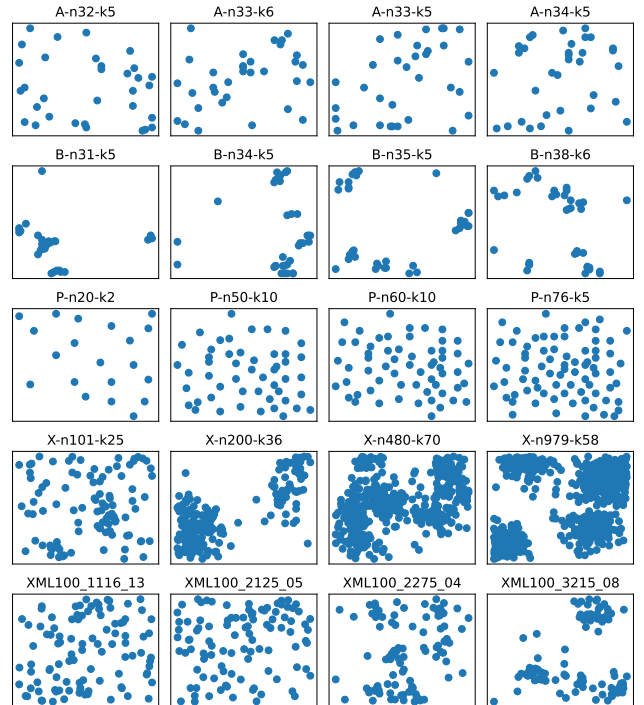 A-n32-k5 A-n33-k6 A-n33-k5 A-n34-k5
B-n31-k5 B-n34-k5 B-n35-k5 B-n38-k6
P-n20-k2 P-n50-k10 P-n60-k10 P-n76-k5
X-n101-k25 X-n200-k36 X-n480-k70 X-n979-k58
XML100_1116_13 XML100_2125_05 XML100_2275_04 XML100_3215_08